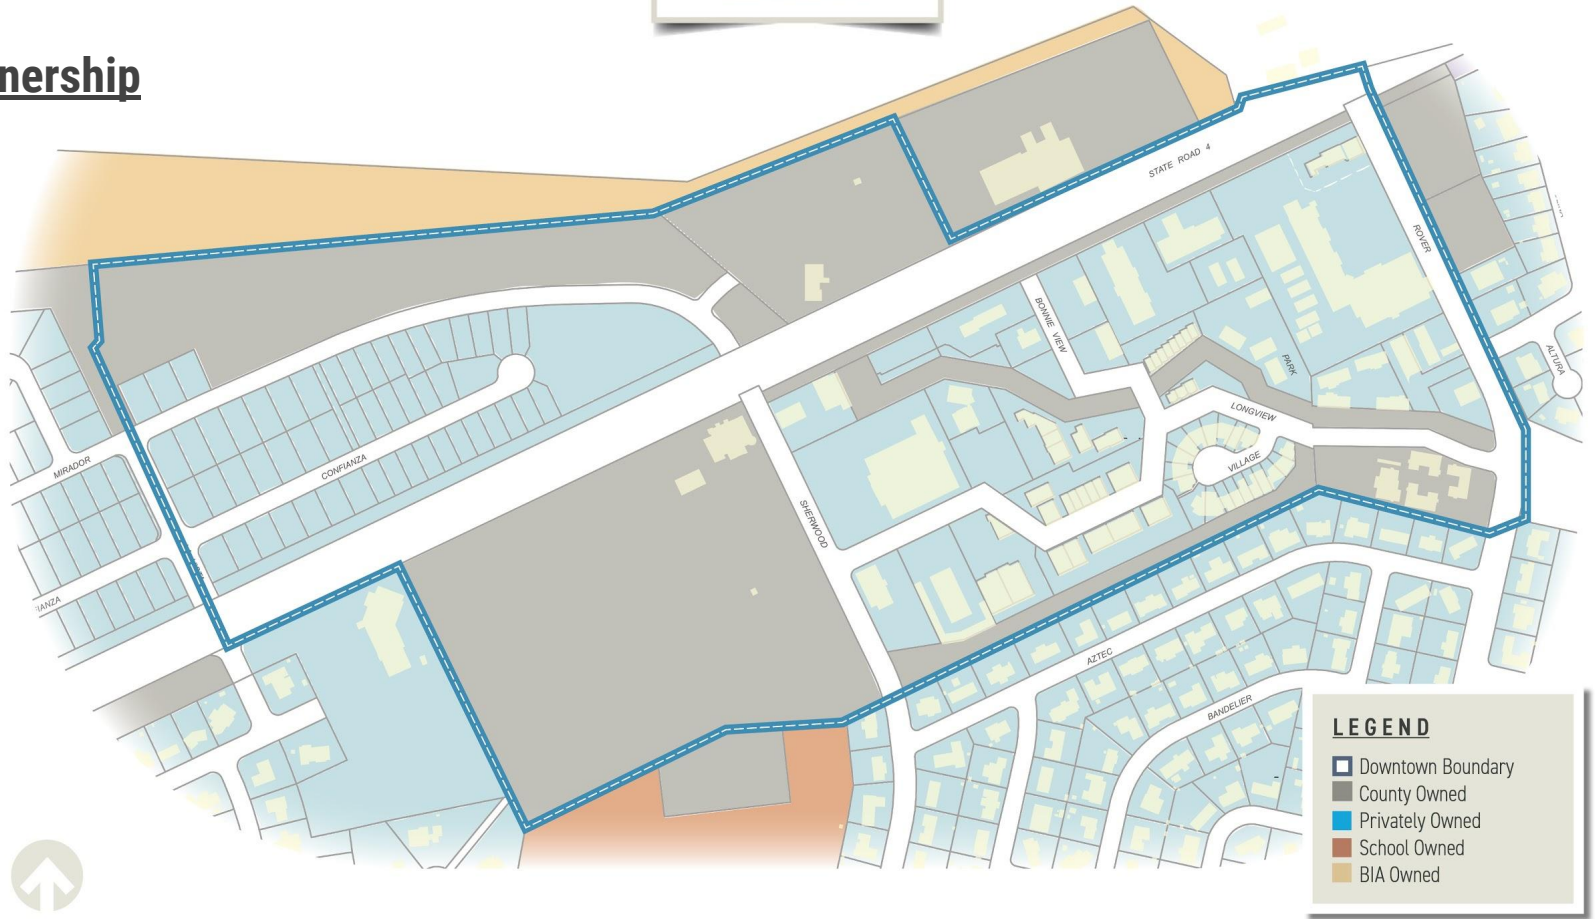 nership
STATE ROAD 4
ROVER
BONNIE VIEW
PARK
ALTURA
LONGVIEW
VILLAGE
MIRADOR
CONFIANZA
SHERWOOD
IANZA
AZTEC
BANDELIER
LEGEND
Downtown Boundary
County Owned
Privately Owned
School Owned
BIA Owned